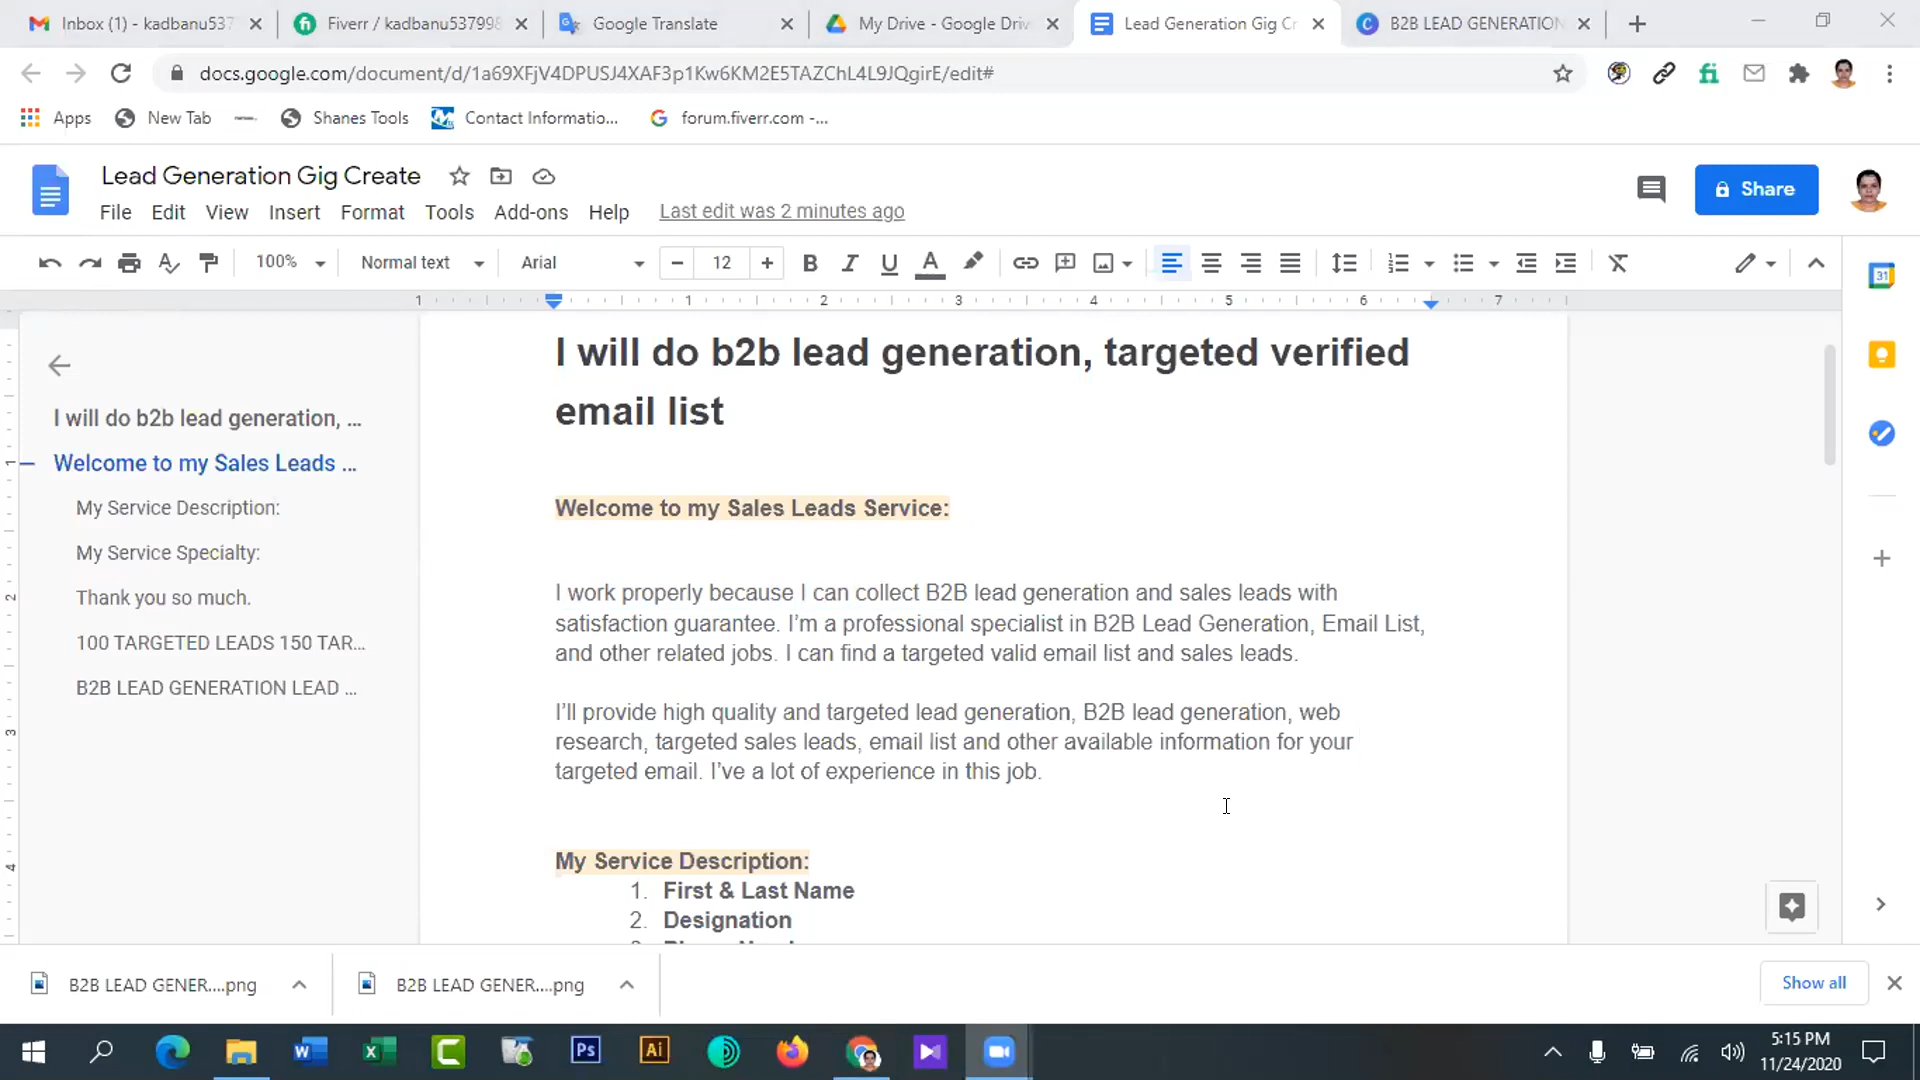 Inbox (1) - kadbanu537
Fiverr / kadbanu537998
Google Translate
My Drive - Google Driv
Lead Generation Gig Cr
B2B LEAD GENERATION
docs.google.com/document/d/1a69XFjV4DPUSJ4XAF3p1Kw6KM2E5TAZChL4L9JQgirE/edit#
Apps
New Tab
Shanes Tools
Contact Informatio...
forum.fiverr.com -...
Lead Generation Gig Create
Share
File Edit View Insert Format Tools Add-ons Help Last edit was 2 minutes ago
100% Normal text Arial 12
1 1 2 3 4 5 6 7
I will do b2b lead generation, ...
Welcome to my Sales Leads ...
My Service Description:
My Service Specialty:
Thank you so much.
100 TARGETED LEADS 150 TAR...
B2B LEAD GENERATION LEAD ...
I will do b2b lead generation, targeted verified
email list
Welcome to my Sales Leads Service:
I work properly because I can collect B2B lead generation and sales leads with
satisfaction guarantee. I'm a professional specialist in B2B Lead Generation, Email List,
and other related jobs. I can find a targeted valid email list and sales leads.
I'll provide high quality and targeted lead generation, B2B lead generation, web
research, targeted sales leads, email list and other available information for your
targeted email. I've a lot of experience in this job.
My Service Description:
1. First & Last Name
2. Designation
B2B LEAD GENER....png
B2B LEAD GENER....png
Show all
5:15 PM
11/24/2020